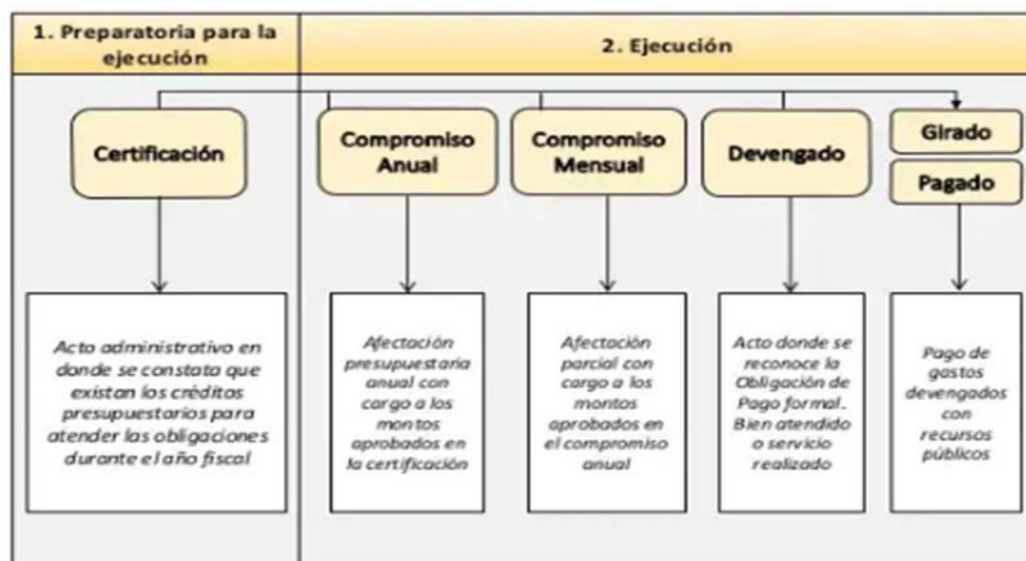 1. Preparatoria para la
ejecución
2. Ejecución
Certificación
Compromiso
Anual
Compromiso
Mensual
Devengado
Girado
Pagado
Acto administrativo en
donde se constata que
existan los créditos
presupuestarios para
atender las obligaciones
durante el año fiscal
Afectación
presupuestaria
anual con
cargo a los
montos
aprobados en
la certificación
Afectación
parcial con
cargo a los
montos
aprobados en
el compromiso
anual
Acto donde se
reconoce la
Obligación de
Pago formal.
Bien atendido
o servicio
realizado
Pago de
gastos
devengados
con
recursos
públicos